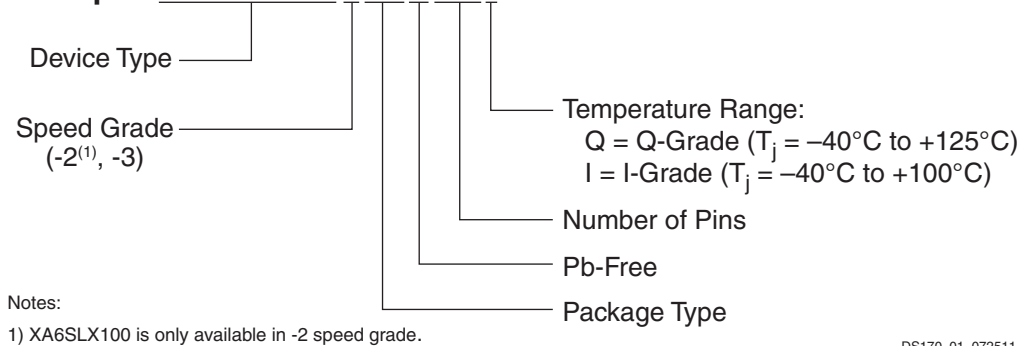 Device Type
Speed Grade
(-2(1), -3)
Temperature Range:
Q = Q-Grade (Tj = –40°C to +125°C)
I = I-Grade (Tj = –40°C to +100°C)
Number of Pins
Pb-Free
Package Type
Notes:
1) XA6SLX100 is only available in -2 speed grade.